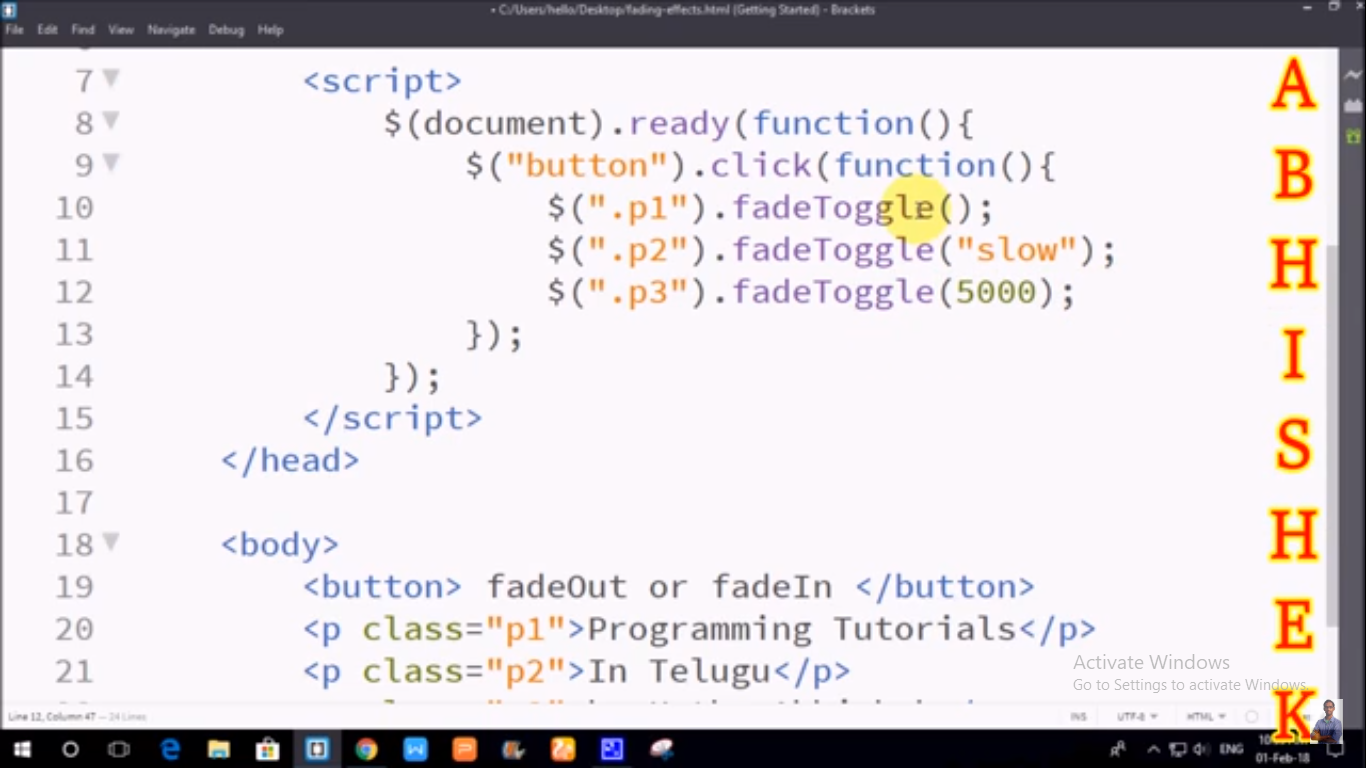 • C:/Users/hello/Desktop/fading-effects.html (Getting Started) - Brackets
File Edit Find View Navigate Debug Help
7 <script>
8 $(document).ready(function(){
9 $("button").click(function(){
10 $(".p1").fadeToggle();
11 $(".p2").fadeToggle("slow");
12 $(".p3").fadeToggle(5000);
13 });
14 });
15 </script>
16 </head>
17
18 <body>
19 <button> fadeOut or fadeIn </button>
20 <p class="p1">Programming Tutorials</p>
21 <p class="p2">In Telugu</p>
A
B
H
I
S
H
E
K
Activate Windows
Go to Settings to activate Windows.
Line 12, Column 47 — 24 Lines
INS UTF-8 HTML
ENG
01-Feb-18